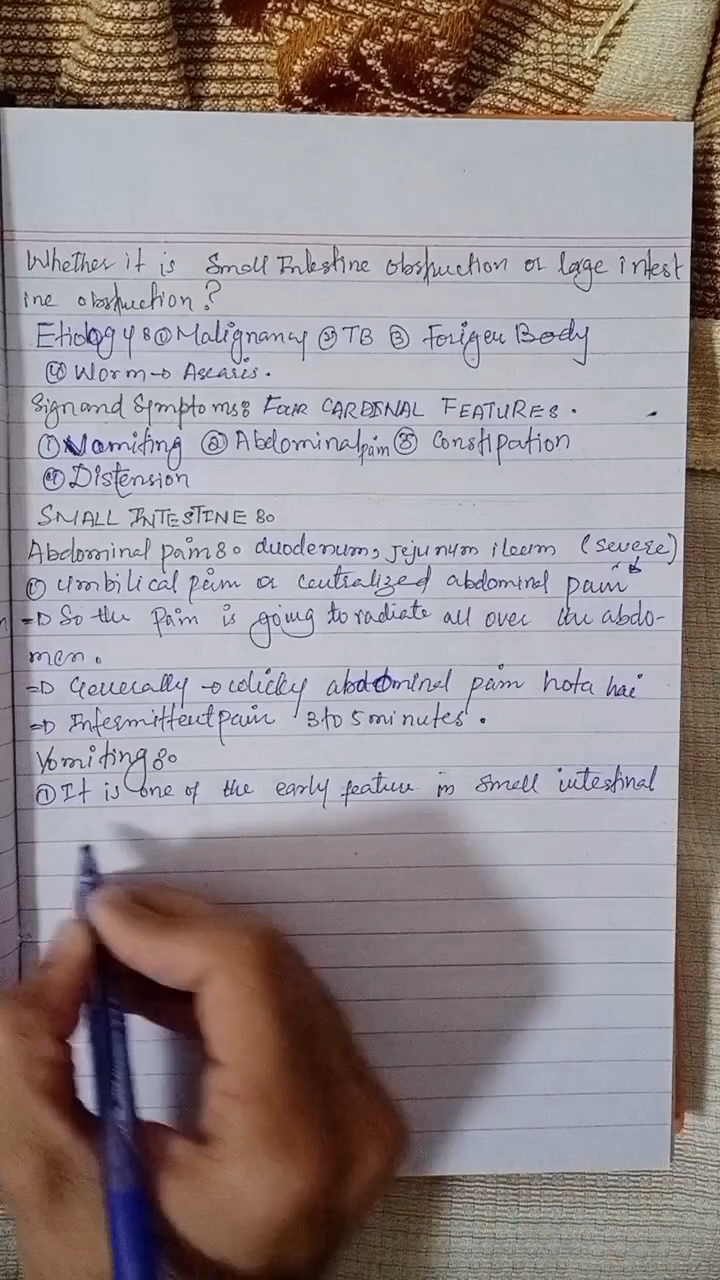 Whether it is Small Intestine Obstruction or large intest
ine obstruction?
Etiology :- ① Malignancy ② TB ③ Forigen Body
④ Worm → Ascaris.
Sign and Symptoms: FOUR CARDINAL FEATURES.
① Vomiting ② Abdominal pain ③ Constipation
④ Distension
SMALL INTESTINE :-
Abdominal pain :- duodenum, jejunum ileum (severe)
① Umbilical pain or centralized abdominal pain
⇒ So the pain is going to radiate all over the abdo-
men.
⇒ Generally → colicky abdominal pain hota hai
⇒ Intermittent pain 3 to 5 minutes.
Vomiting :-
① It is one of the early feature in small intestinal